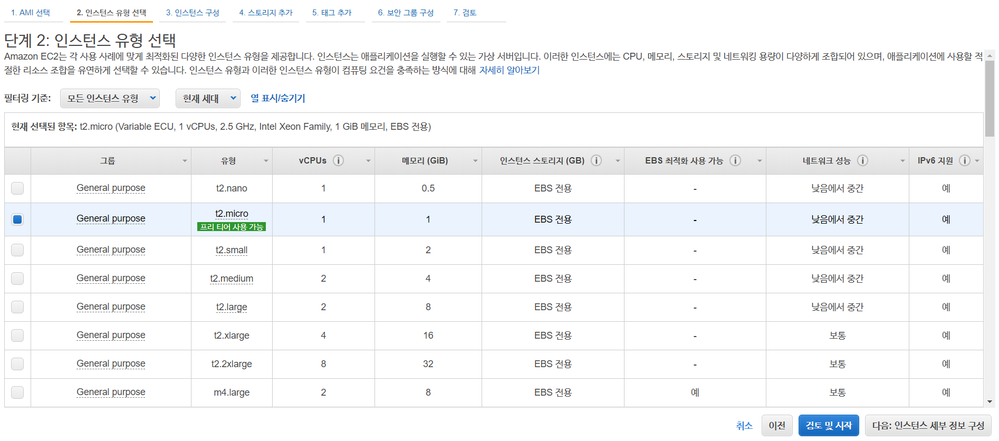 1. AMI 선택 2. 인스턴스 유형 선택 3. 인스턴스 구성 4. 스토리지 추가 5. 태그 추가 6. 보안 그룹 구성 7. 검토
단계 2: 인스턴스 유형 선택
Amazon EC2는 각 사용 사례에 맞게 최적화된 다양한 인스턴스 유형을 제공합니다. 인스턴스는 애플리케이션을 실행할 수 있는 가상 서버입니다. 이러한 인스턴스에는 CPU, 메모리, 스토리지 및 네트워킹 용량이 다양하게 조합되어 있으며, 애플리케이션에 사용할 적
절한 리소스 조합을 유연하게 선택할 수 있습니다. 인스턴스 유형과 이러한 인스턴스 유형이 컴퓨팅 요건을 충족하는 방식에 대해 자세히 알아보기
필터링 기준: 모든 인스턴스 유형 현재 세대 열 표시/숨기기
현재 선택된 항목: t2.micro (Variable ECU, 1 vCPUs, 2.5 GHz, Intel Xeon Family, 1 GiB 메모리, EBS 전용)
그룹 유형 vCPUs 메모리 (GiB) 인스턴스 스토리지 (GB) EBS 최적화 사용 가능 네트워크 성능 IPv6 지원
General purpose t2.nano 1 0.5 EBS 전용 - 낮음에서 중간 예
General purpose t2.micro 1 1 EBS 전용 - 낮음에서 중간 예
프리 티어 사용 가능
General purpose t2.small 1 2 EBS 전용 - 낮음에서 중간 예
General purpose t2.medium 2 4 EBS 전용 - 낮음에서 중간 예
General purpose t2.large 2 8 EBS 전용 - 낮음에서 중간 예
General purpose t2.xlarge 4 16 EBS 전용 - 보통 예
General purpose t2.2xlarge 8 32 EBS 전용 - 보통 예
General purpose m4.large 2 8 EBS 전용 예 보통 예
취소 이전 검토 및 시작 다음: 인스턴스 세부 정보 구성